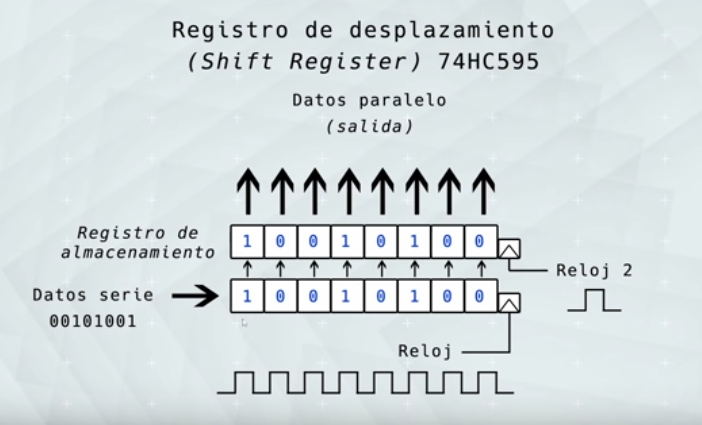 Registro de desplazamiento
(Shift Register) 74HC595
Datos paralelo
(salida)
Registro de
almacenamiento
1 0 0 1 0 1 0 0
Reloj 2
Datos serie
00101001
1 0 0 1 0 1 0 0
Reloj